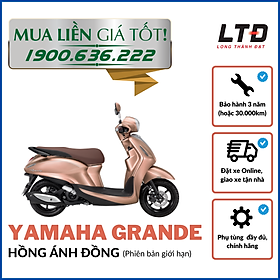 MUA LIỀN GIÁ TỐT!
1900.636.222
LTD
LONG THÀNH ĐẠT
Bảo hành 3 năm
(hoặc 30.000km)
Đặt xe Online,
giao xe tận nhà
Phụ tùng đầy đủ,
chính hãng
YAMAHA GRANDE
HỒNG ÁNH ĐỒNG (Phiên bản giới hạn)